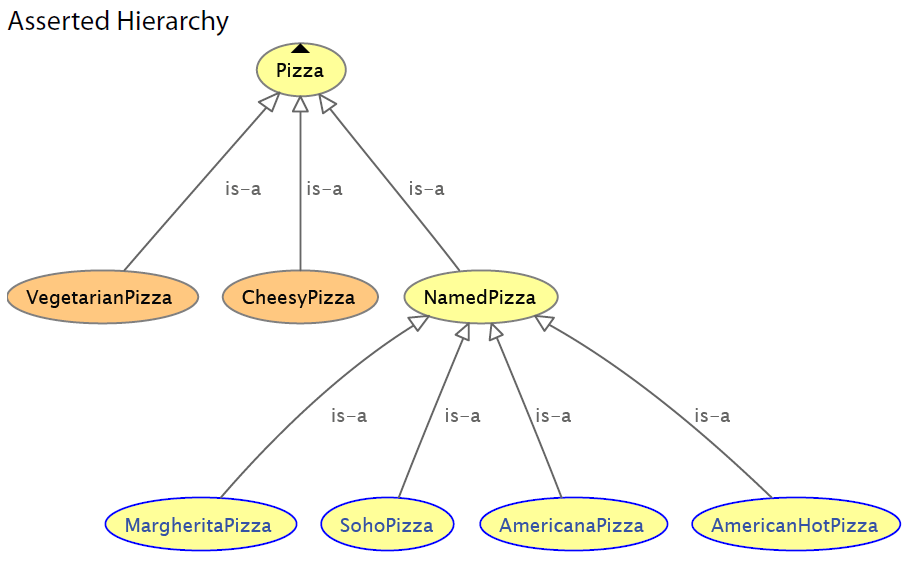 Asserted Hierarchy
Pizza
is-a is-a is-a
VegetarianPizza CheesyPizza NamedPizza
is-a is-a is-a is-a
MargheritaPizza SohoPizza AmericanaPizza AmericanHotPizza